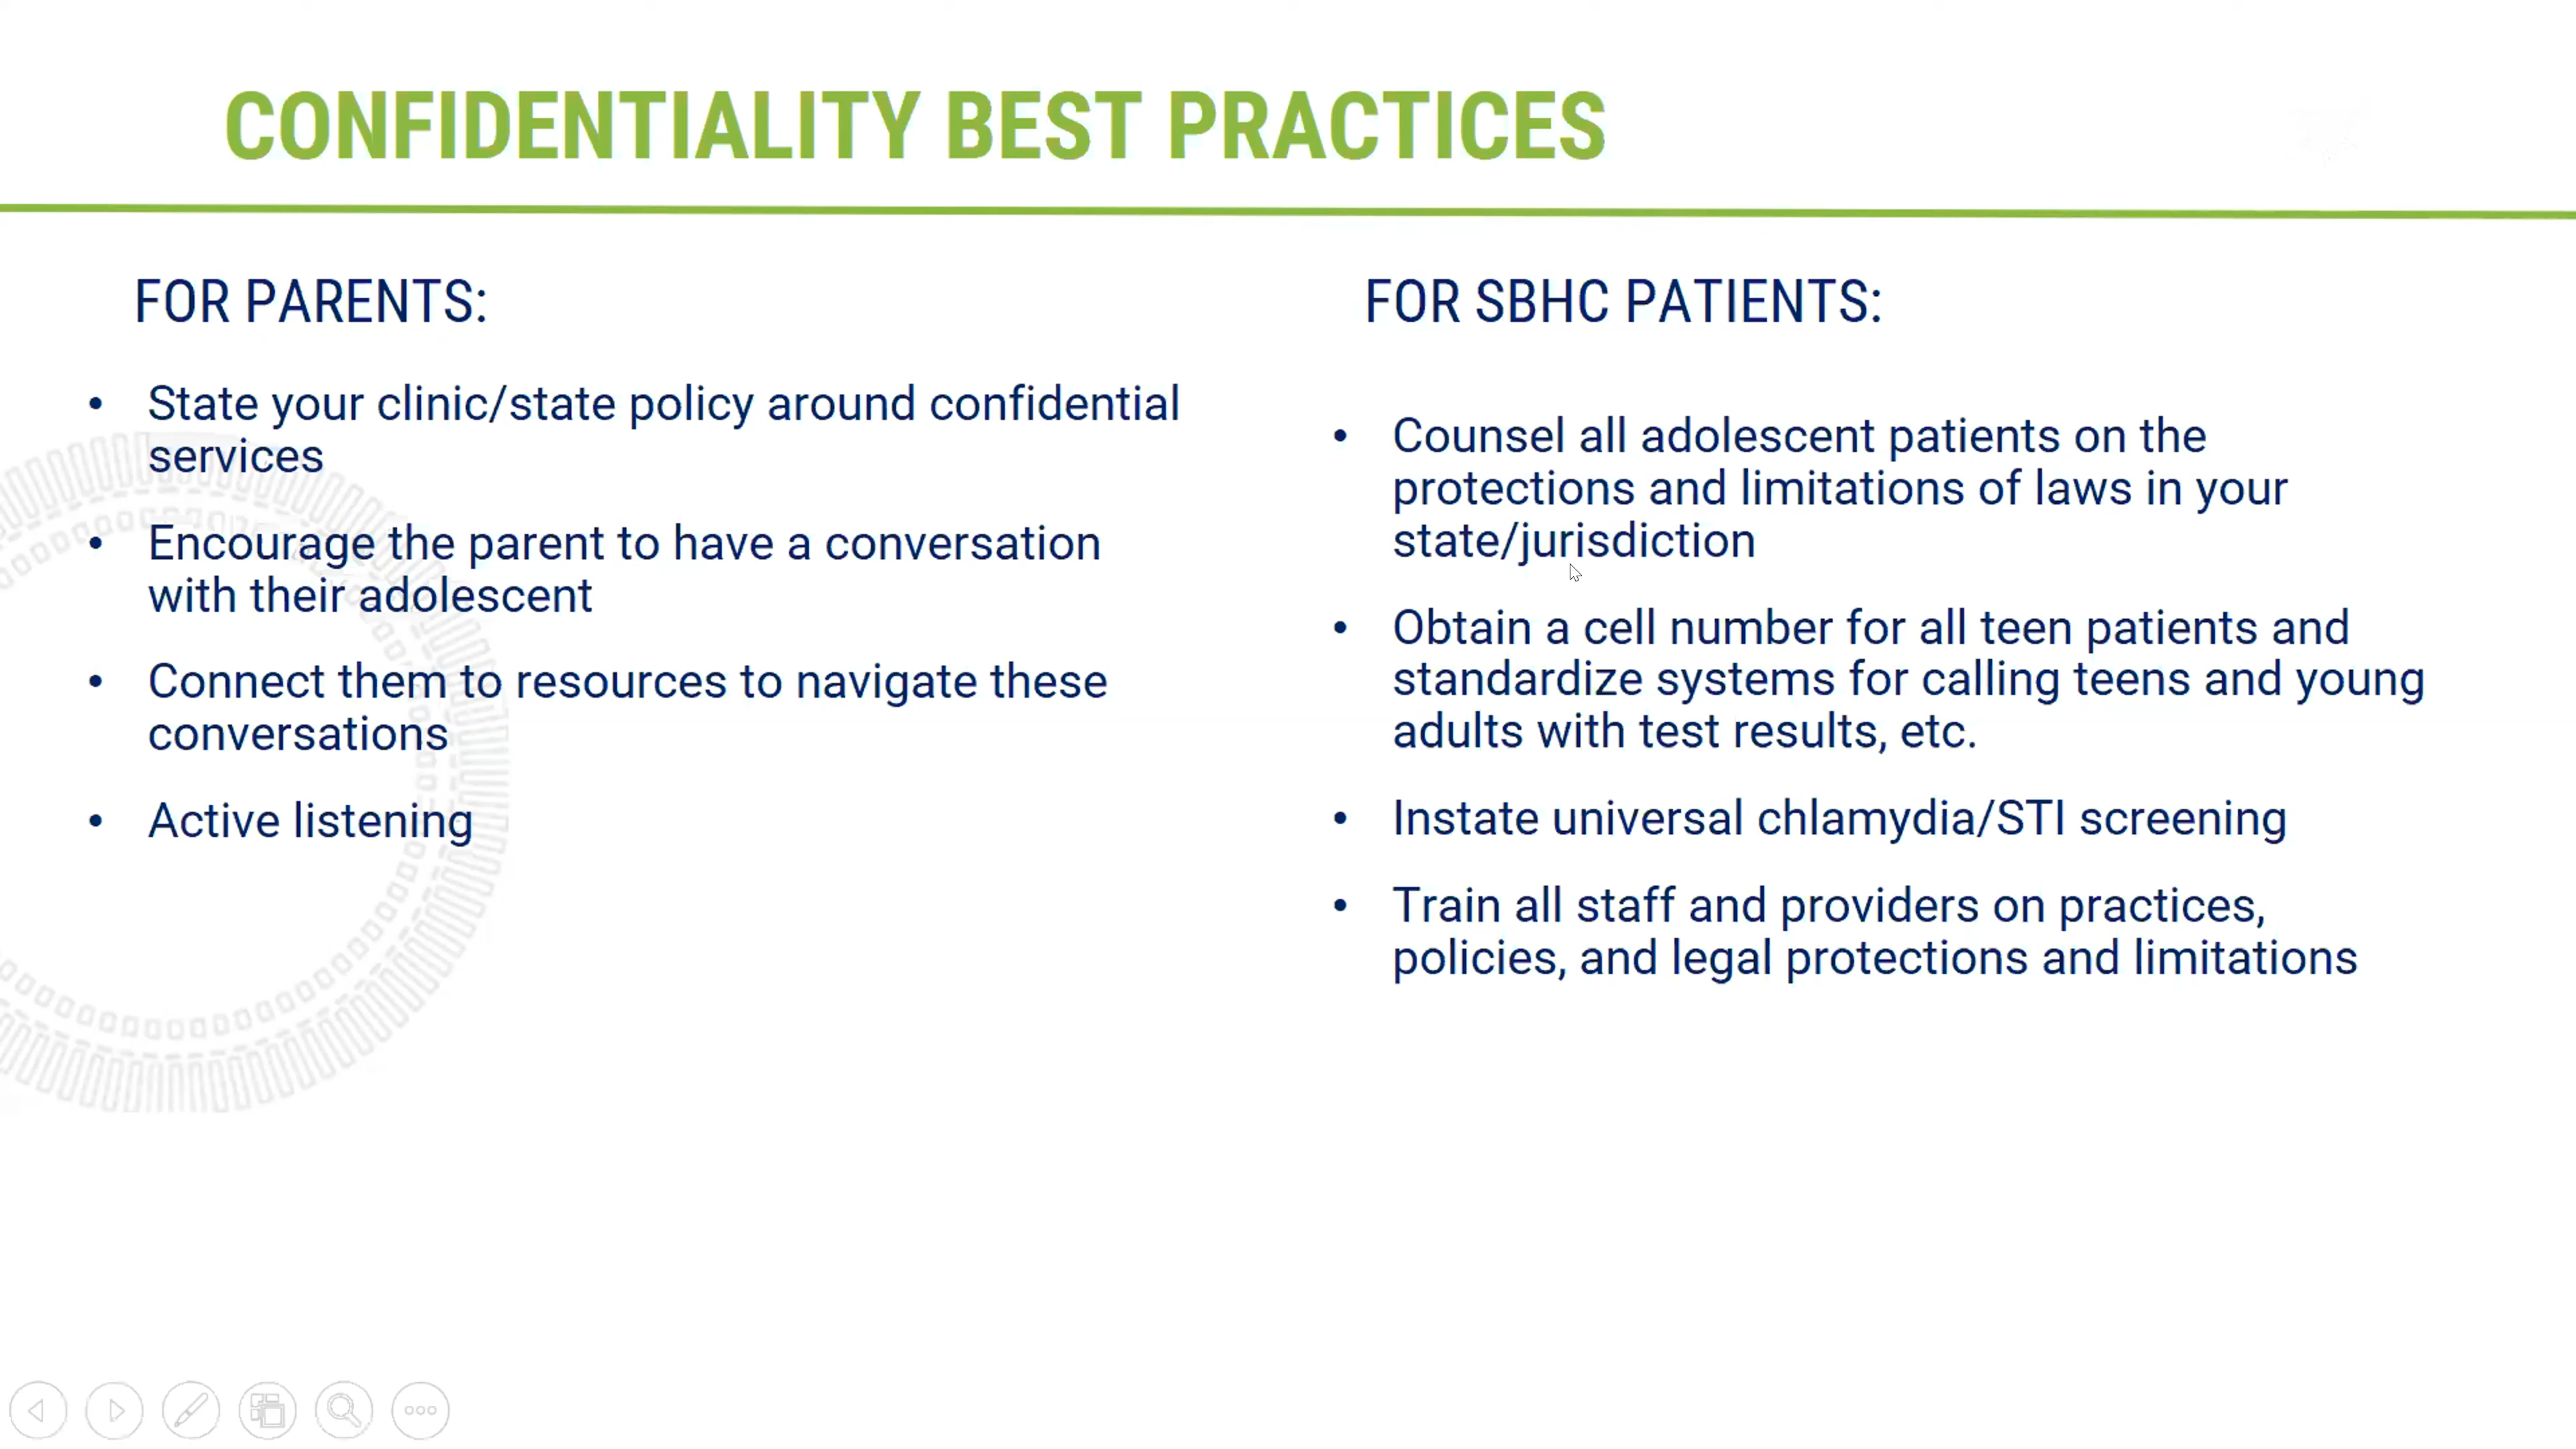 CONFIDENTIALITY BEST PRACTICES
FOR PARENTS:
• State your clinic/state policy around confidential
services
• Encourage the parent to have a conversation
with their adolescent
• Connect them to resources to navigate these
conversations
• Active listening
FOR SBHC PATIENTS:
• Counsel all adolescent patients on the
protections and limitations of laws in your
state/jurisdiction
• Obtain a cell number for all teen patients and
standardize systems for calling teens and young
adults with test results, etc.
• Instate universal chlamydia/STI screening
• Train all staff and providers on practices,
policies, and legal protections and limitations